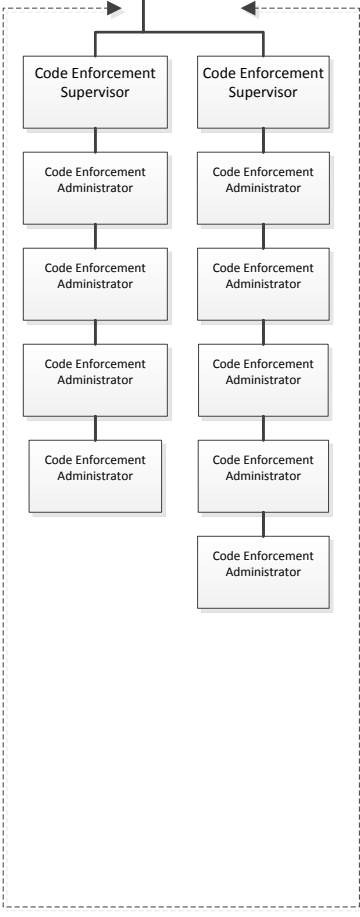 Code Enforcement
Supervisor
Code Enforcement
Supervisor
Code Enforcement
Administrator
Code Enforcement
Administrator
Code Enforcement
Administrator
Code Enforcement
Administrator
Code Enforcement
Administrator
Code Enforcement
Administrator
Code Enforcement
Administrator
Code Enforcement
Administrator
Code Enforcement
Administrator